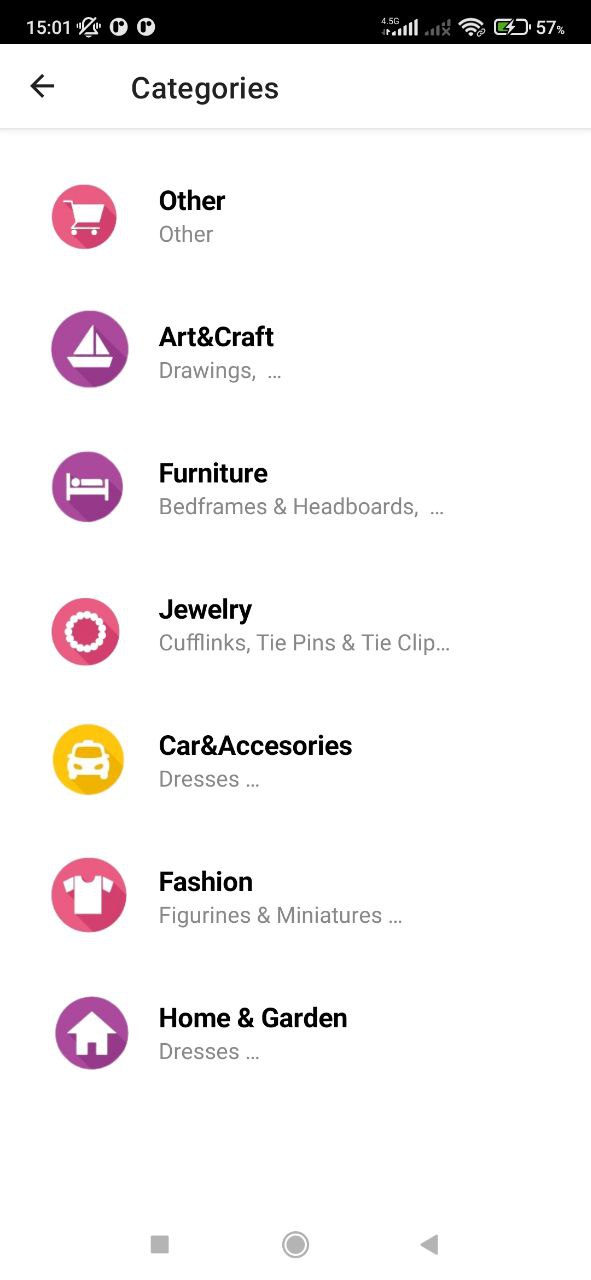 15:01 4.5G 57%
Categories
Other
Other
Art&Craft
Drawings, ...
Furniture
Bedframes & Headboards, ...
Jewelry
Cufflinks, Tie Pins & Tie Clip...
Car&Accesories
Dresses ...
Fashion
Figurines & Miniatures ...
Home & Garden
Dresses ...